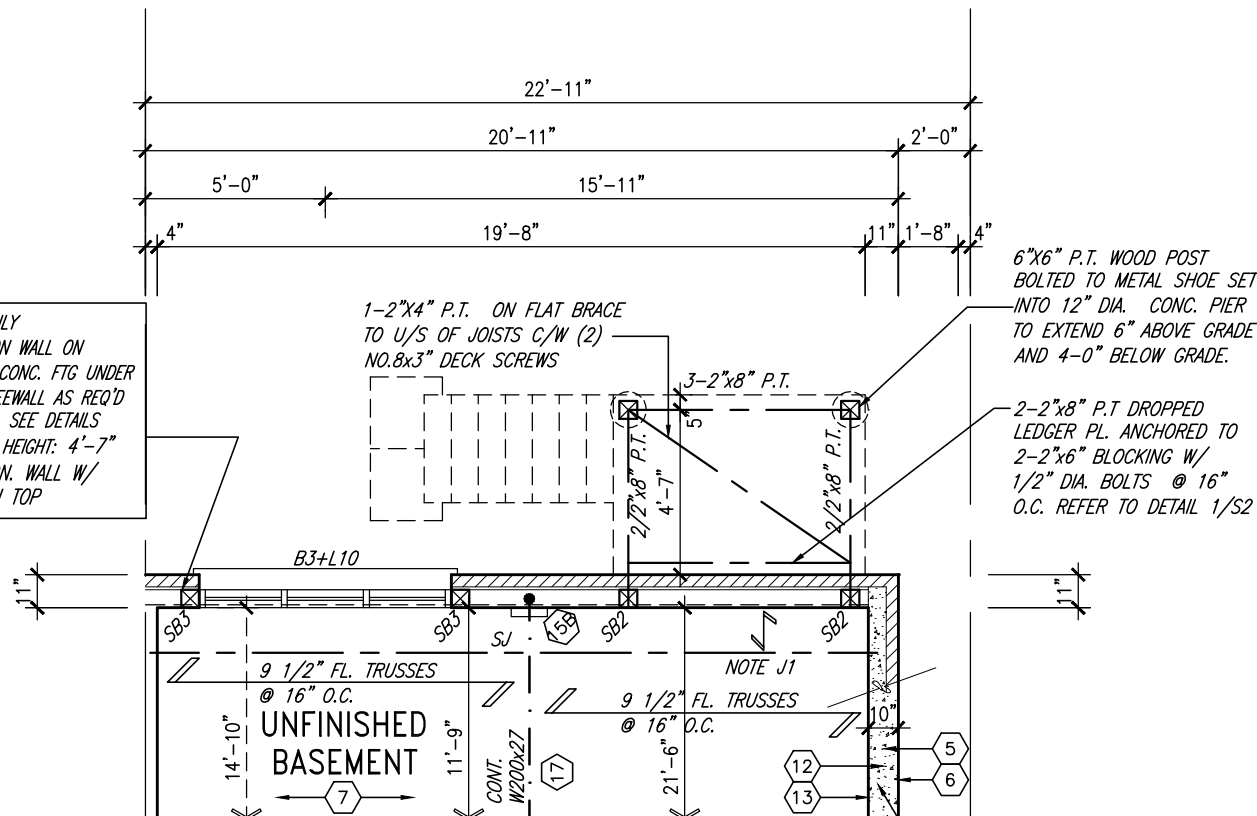 22'-11"
20'-11"
2'-0"
5'-0"
15'-11"
4"
19'-8"
11"
1'-8"
4"
6"X6" P.T. WOOD POST
BOLTED TO METAL SHOE SET
INTO 12" DIA. CONC. PIER
TO EXTEND 6" ABOVE GRADE
AND 4-0" BELOW GRADE.
1-2"X4" P.T. ON FLAT BRACE
TO U/S OF JOISTS C/W (2)
NO.8x3" DECK SCREWS
ON WALL ON
CONC. FTG UNDER
AS REQ'D
SEE DETAILS
HEIGHT: 4'-7"
WALL W/
TOP
3-2"x8" P.T.
5"
2/2"x8" P.T.
4'-7"
2/2"x8" P.T.
2-2"x8" P.T DROPPED
LEDGER PL. ANCHORED TO
2-2"x6" BLOCKING W/
1/2" DIA. BOLTS @ 16"
O.C. REFER TO DETAIL 1/S2
B3+L10
11"
11"
SB3
SB3
SJ
15B
SB2
SB2
NOTE J1
9 1/2" FL. TRUSSES
@ 16" O.C.
9 1/2" FL. TRUSSES
@ 16" O.C.
UNFINISHED
BASEMENT
7
14'-10"
11'-9"
CONT.
W200x27
17
21'-6"
10"
5
12
6
13